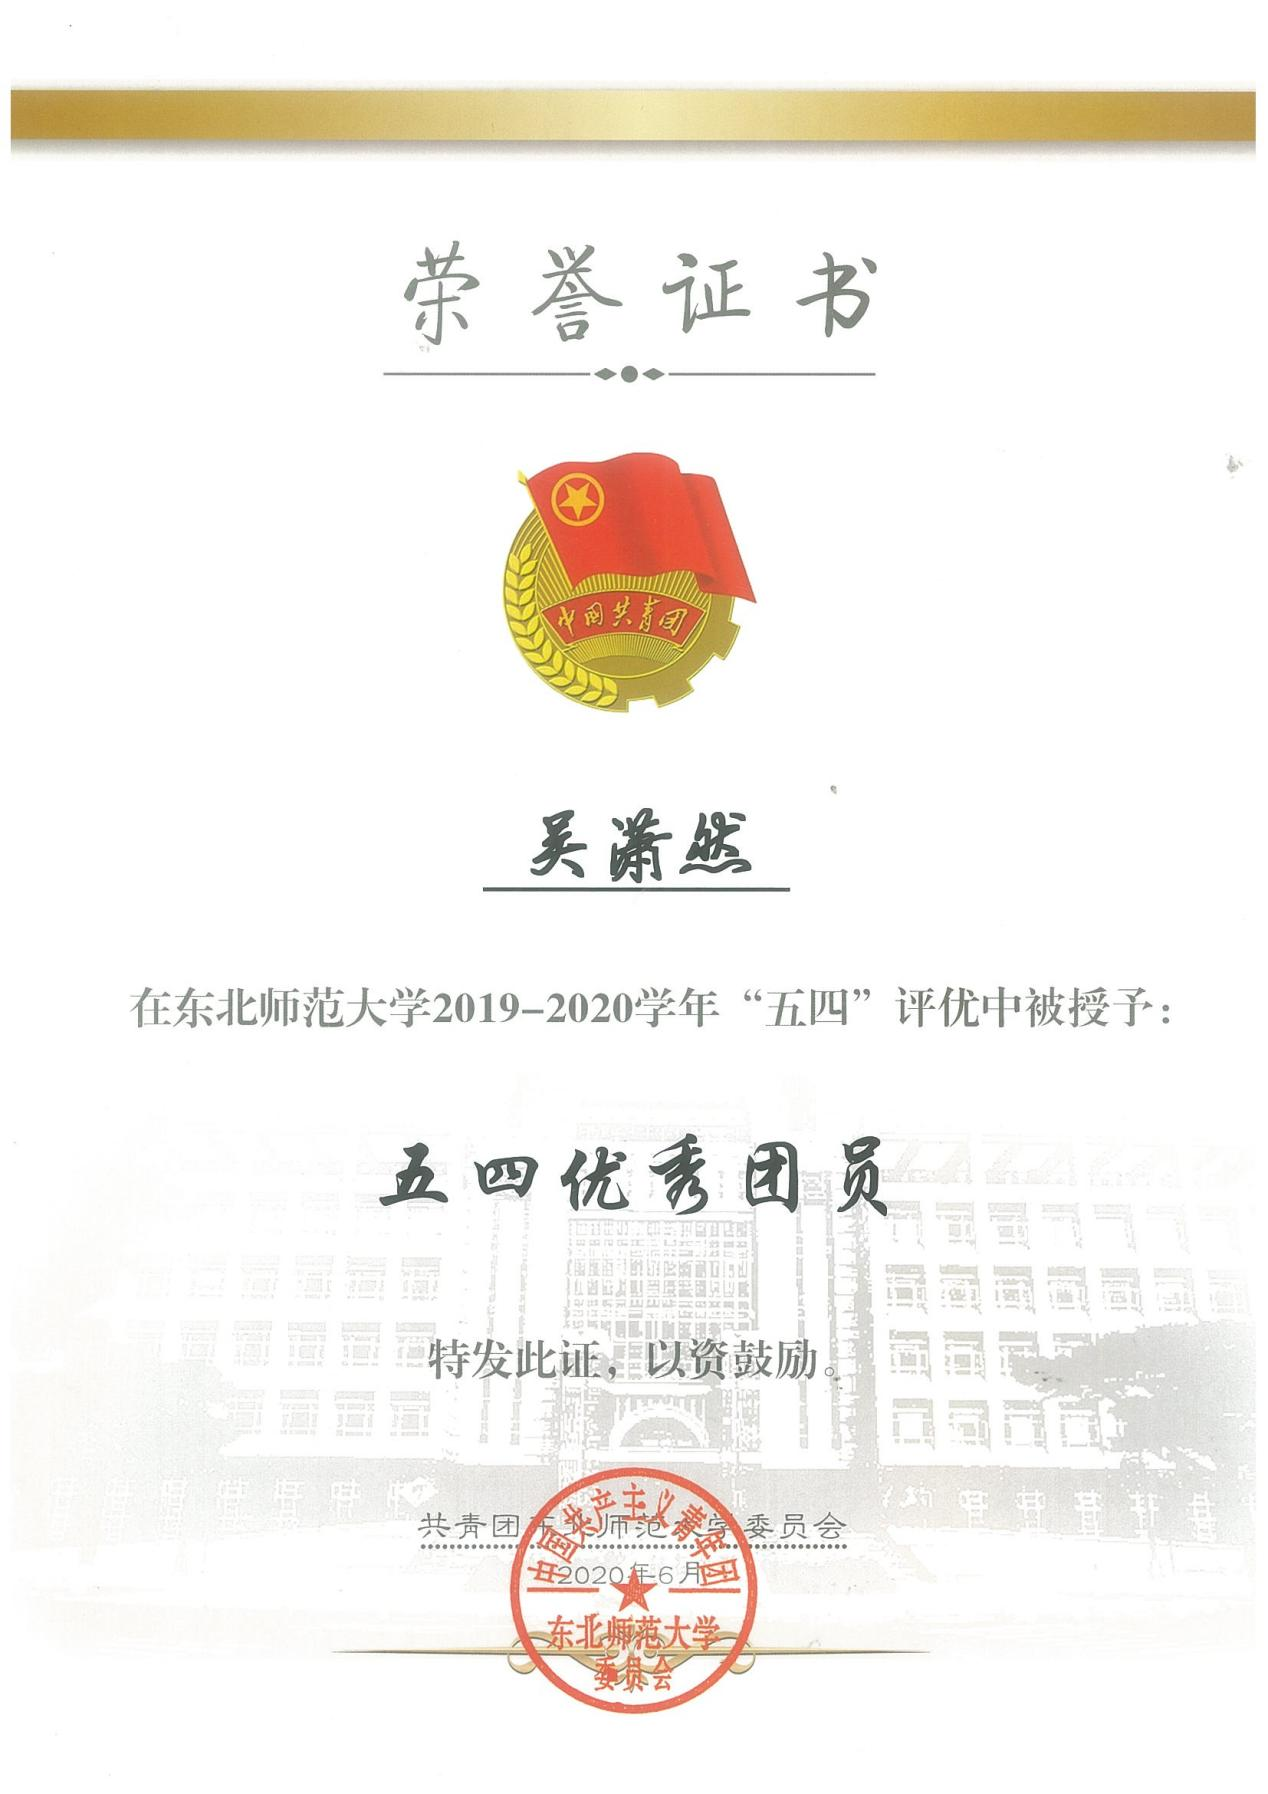 荣誉证书
中国共青团
吴潇然
在东北师范大学2019-2020学年“五四”评优中被授予：
五四优秀团员
特发此证，以资鼓励。
共青团东北师范大学委员会
2020年6月
中国共产主义青年团
东北师范大学
委员会